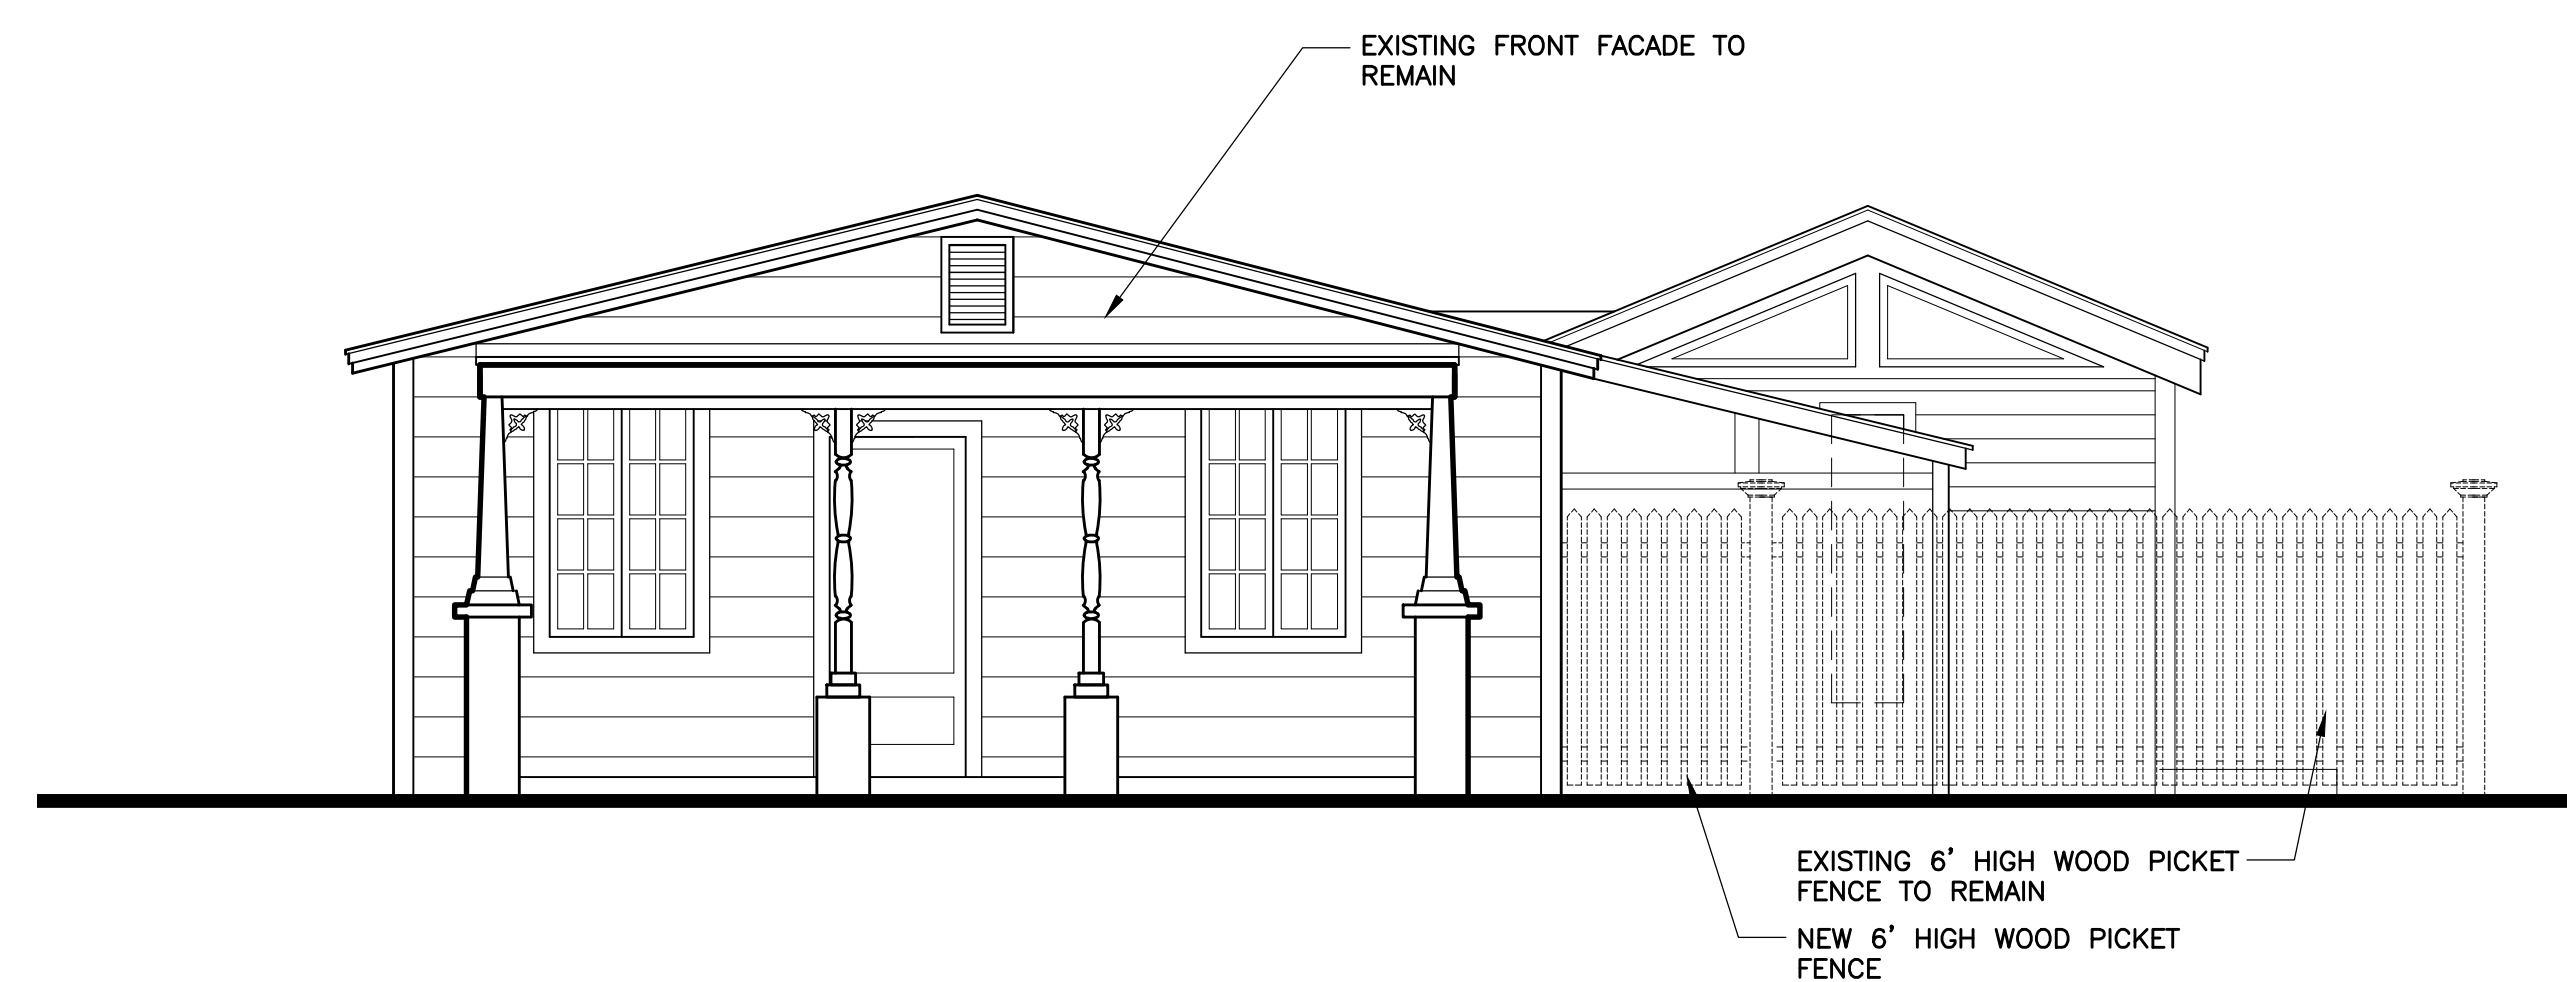 EXISTING FRONT FACADE TO
REMAIN
EXISTING 6' HIGH WOOD PICKET
FENCE TO REMAIN
NEW 6' HIGH WOOD PICKET
FENCE